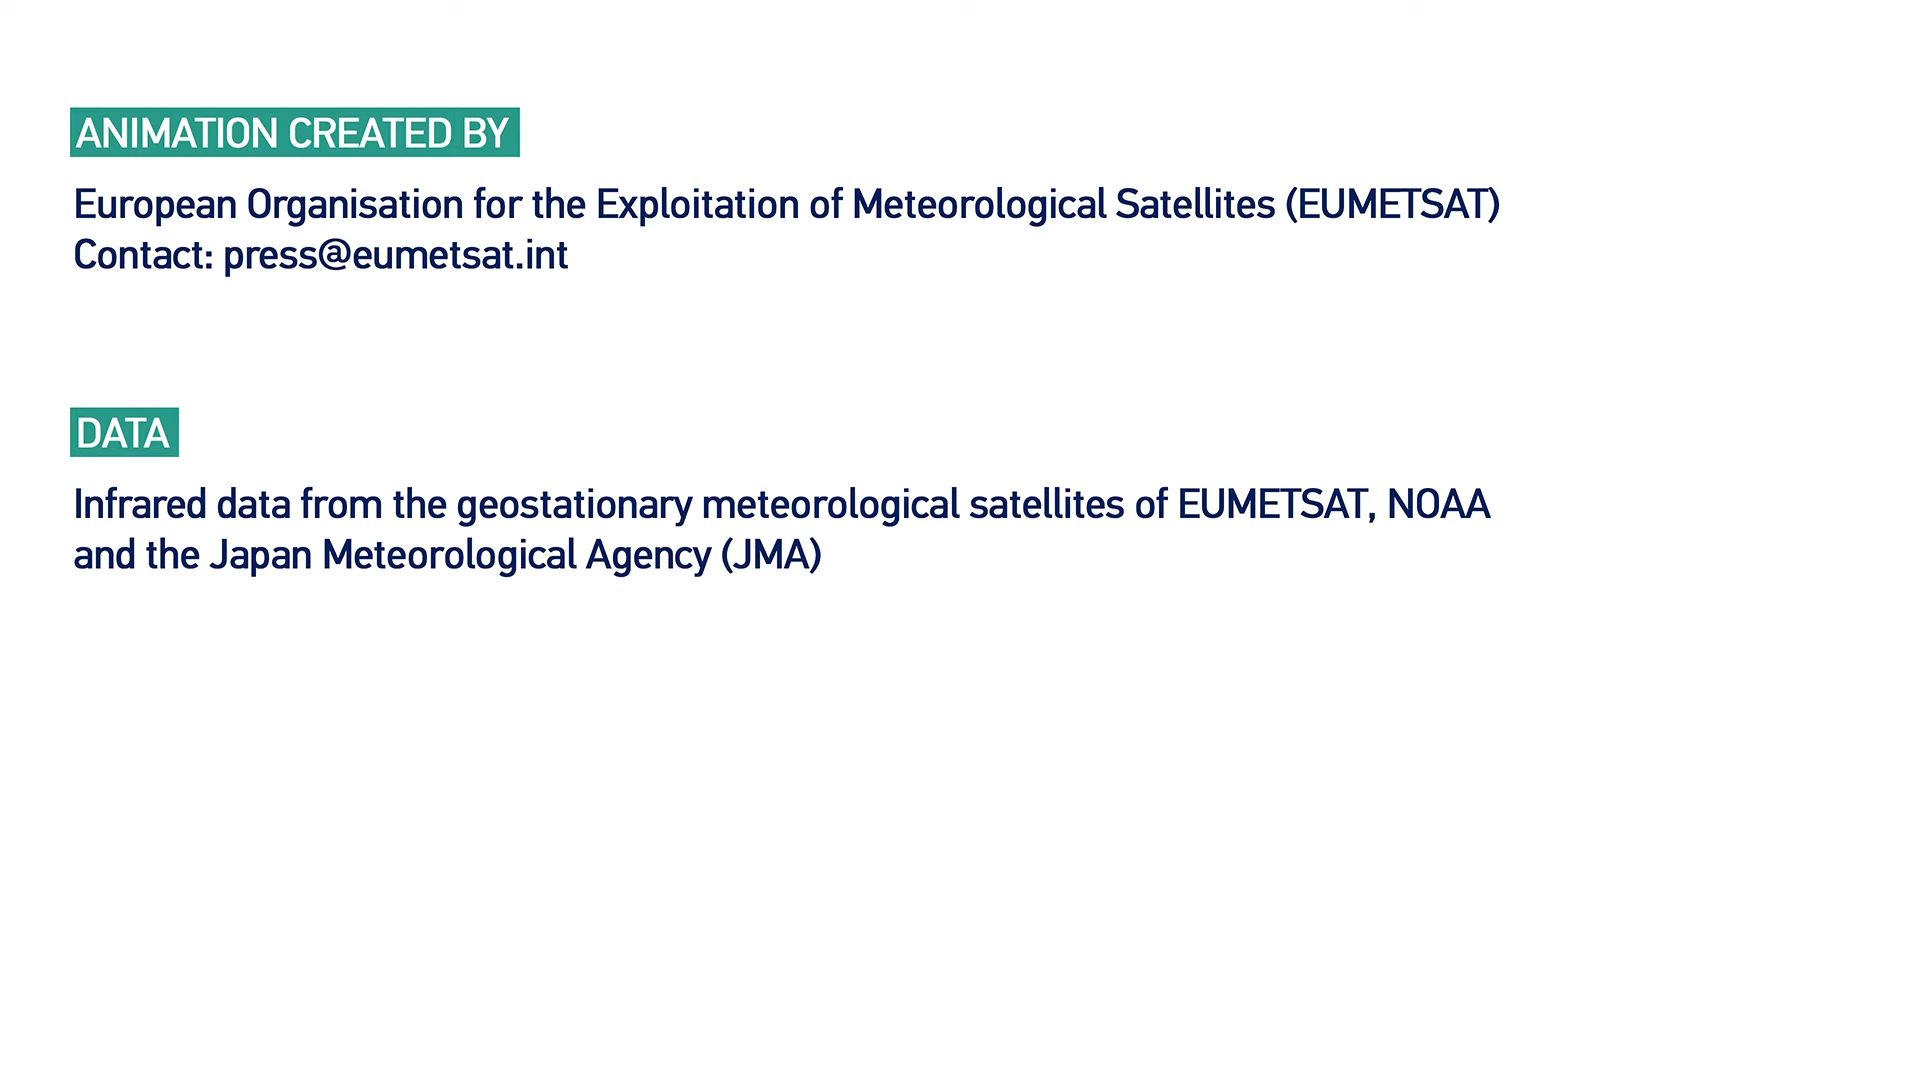 ANIMATION CREATED BY
European Organisation for the Exploitation of Meteorological Satellites (EUMETSAT)
Contact: press@eumetsat.int
DATA
Infrared data from the geostationary meteorological satellites of EUMETSAT, NOAA
and the Japan Meteorological Agency (JMA)